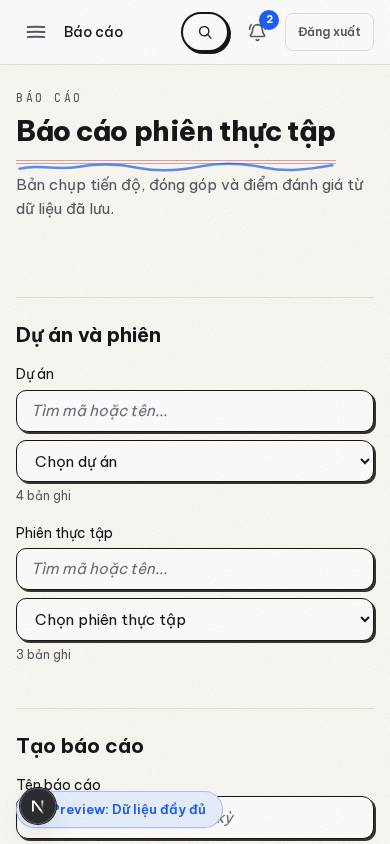 Báo cáo
2
Đăng xuất
BÁO CÁO
Báo cáo phiên thực tập
Bản chụp tiến độ, đóng góp và điểm đánh giá từ
dữ liệu đã lưu.
Dự án và phiên
Dự án
Tìm mã hoặc tên...
Chọn dự án
4 bản ghi
Phiên thực tập
Tìm mã hoặc tên...
Chọn phiên thực tập
3 bản ghi
Tạo báo cáo
Tên báo cáo
N
Preview: Dữ liệu đầy đủ
kỳ